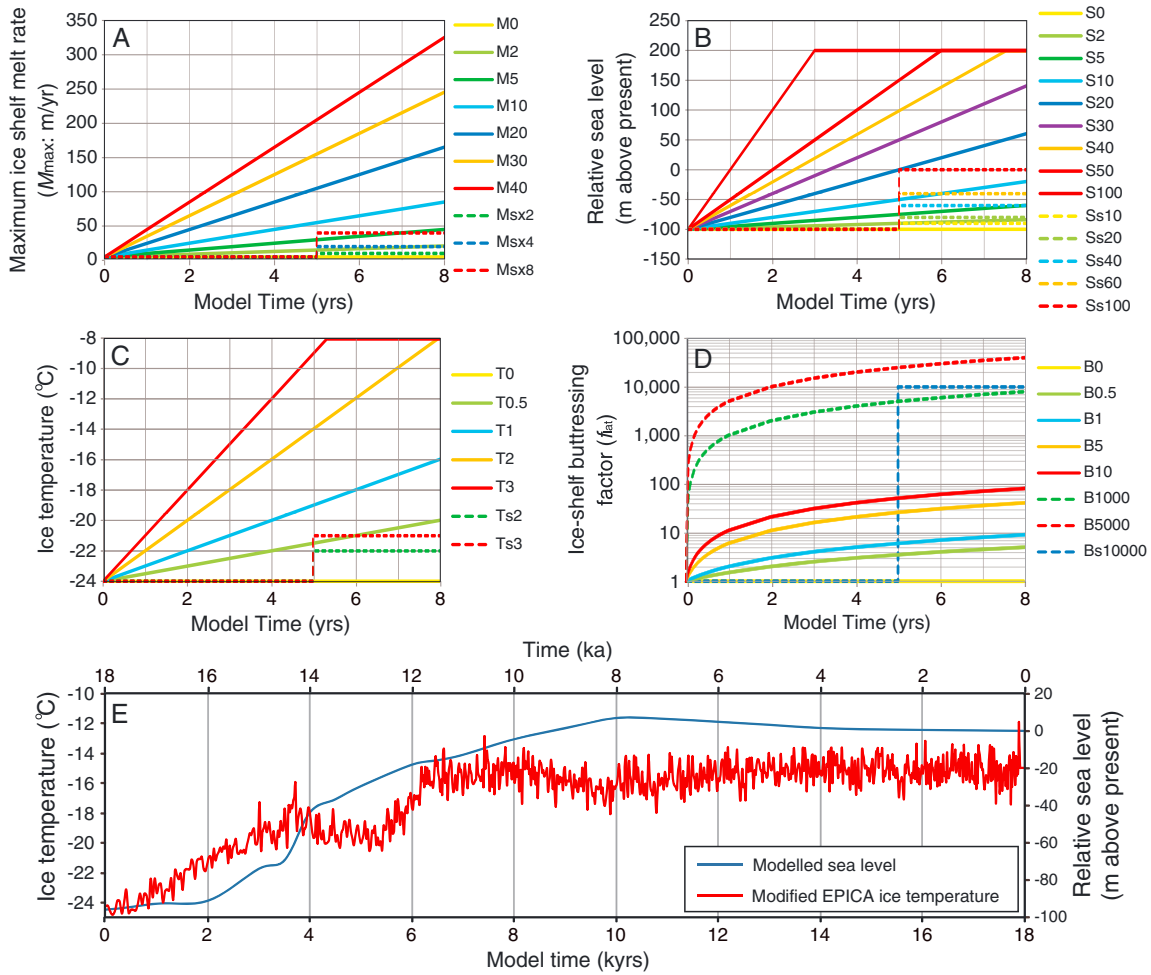 A
Maximum ice shelf melt rate
(Mmax: m/yr)
350
300
250
200
150
100
50
0
0 2 4 6 8
Model Time (yrs)
M0
M2
M5
M10
M20
M30
M40
Msx2
Msx4
Msx8
B
Relative sea level
(m above present)
250
200
150
100
50
0
-50
-100
-150
0 2 4 6 8
Model Time (yrs)
S0
S2
S5
S10
S20
S30
S40
S50
S100
Ss10
Ss20
Ss40
Ss60
Ss100
C
Ice temperature (°C)
-8
-10
-12
-14
-16
-18
-20
-22
-24
0 2 4 6 8
Model Time (yrs)
T0
T0.5
T1
T2
T3
Ts2
Ts3
D
Ice-shelf buttressing
factor (flat)
100,000
10,000
1,000
100
10
1
0 2 4 6 8
Model Time (yrs)
B0
B0.5
B1
B5
B10
B1000
B5000
Bs10000
Time (ka)
18 16 14 12 10 8 6 4 2 0
E
Ice temperature (°C)
-10
-12
-14
-16
-18
-20
-22
-24
-25
Relative sea level
(m above present)
20
0
-20
-40
-60
-80
-100
Modelled sea level
Modified EPICA ice temperature
0 2 4 6 8 10 12 14 16 18
Model time (kyrs)